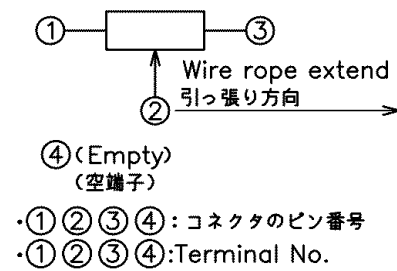 ① ③
Wire rope extend
② 引っ張り方向
④(Empty)
(空端子)
・①②③④:コネクタのピン番号
・①②③④:Terminal No.